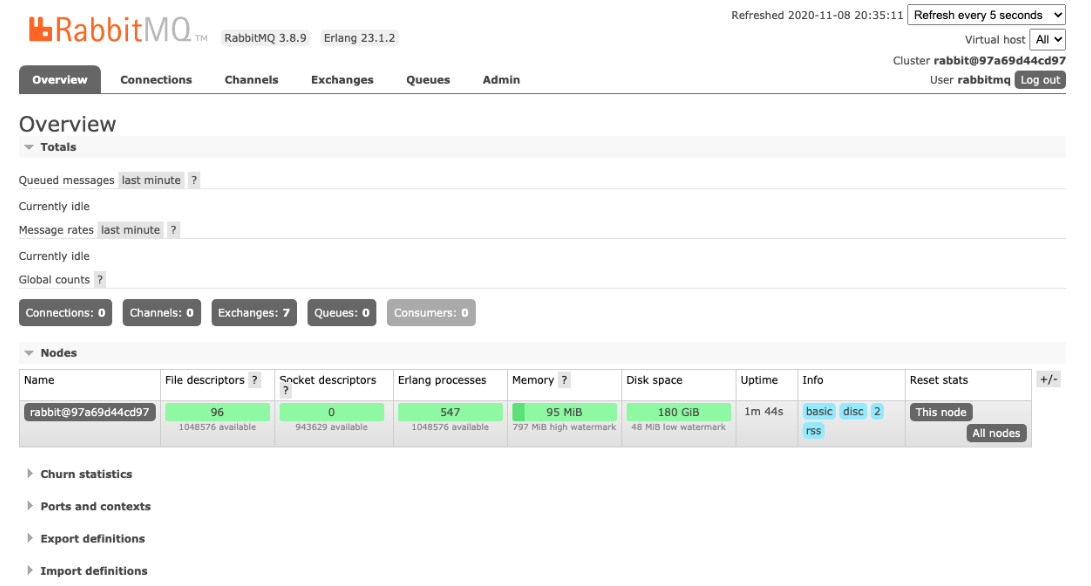 Refreshed 2020-11-08 20:35:11 Refresh every 5 seconds
RabbitMQ TM RabbitMQ 3.8.9 Erlang 23.1.2
Virtual host All
Cluster rabbit@97a69d44cd97
User rabbitmq Log out
Overview Connections Channels Exchanges Queues Admin
Overview
Totals
Queued messages last minute ?
Currently idle
Message rates last minute ?
Currently idle
Global counts ?
Connections: 0 Channels: 0 Exchanges: 7 Queues: 0 Consumers: 0
Nodes
Name File descriptors ? Socket descriptors ? Erlang processes Memory ? Disk space Uptime Info Reset stats +/-
rabbit@97a69d44cd97 96 0 547 95 MiB 180 GiB 1m 44s basic disc 2 This node
1048576 available 943629 available 1048576 available 797 MiB high watermark 48 MiB low watermark rss All nodes
Churn statistics
Ports and contexts
Export definitions
Import definitions